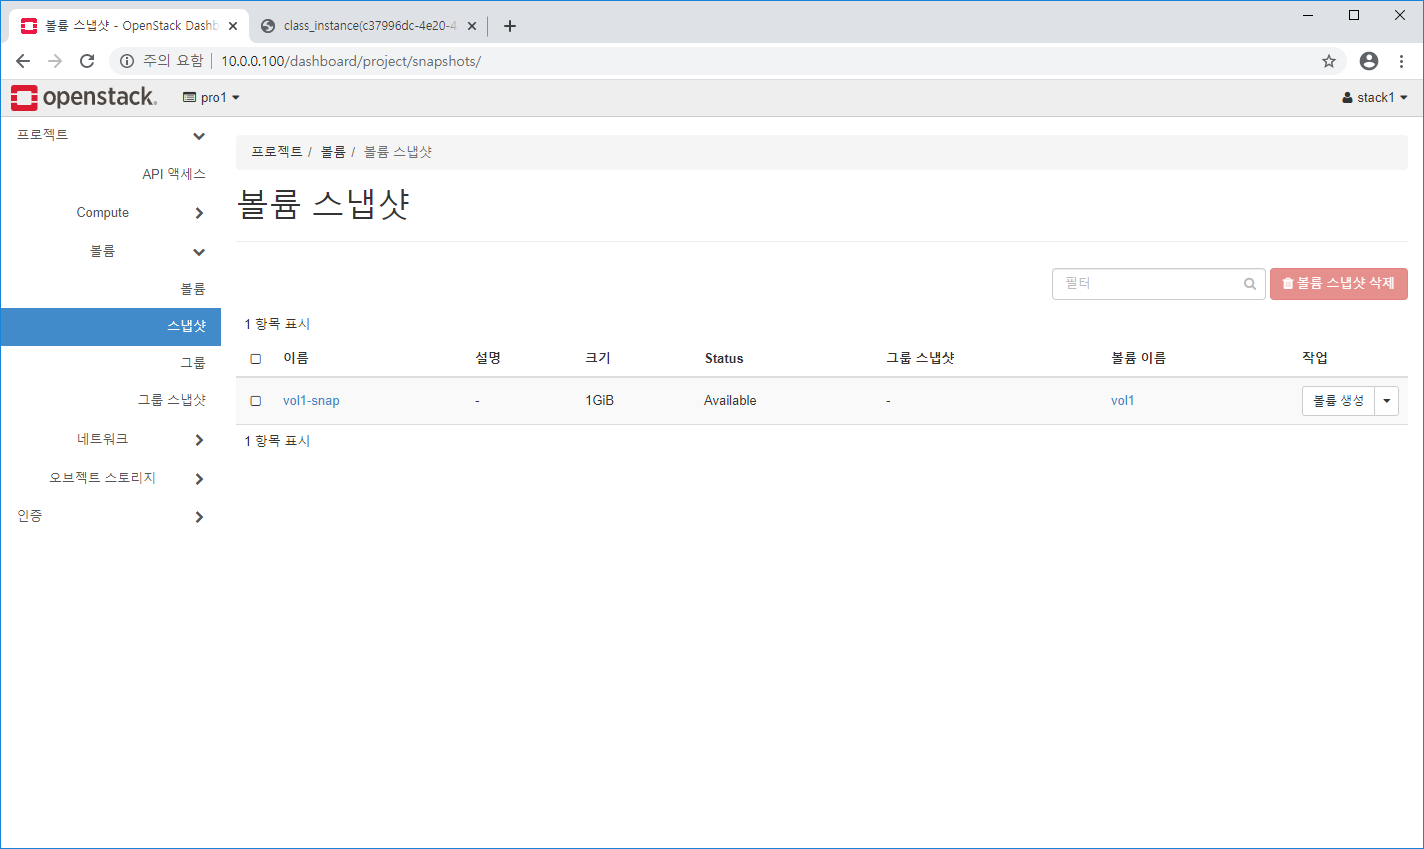 볼륨 스냅샷 - OpenStack Dashb
class_instance(c37996dc-4e20-4
주의 요함 | 10.0.0.100/dashboard/project/snapshots/
openstack.
pro1
stack1
프로젝트
API 액세스
Compute
볼륨
볼륨
스냅샷
그룹
그룹 스냅샷
네트워크
오브젝트 스토리지
인증
프로젝트 / 볼륨 / 볼륨 스냅샷
볼륨 스냅샷
필터
볼륨 스냅샷 삭제
1 항목 표시
이름 설명 크기 Status 그룹 스냅샷 볼륨 이름 작업
vol1-snap - 1GiB Available - vol1 볼륨 생성
1 항목 표시